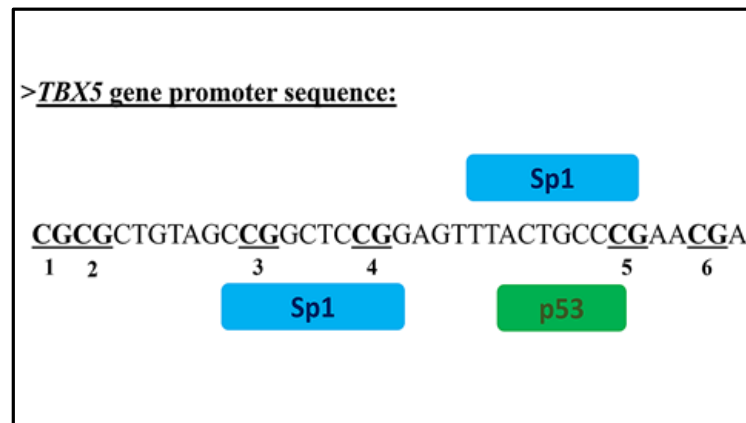 >TBX5 gene promoter sequence:
Sp1
CGCGCTGTAGCCGGCTCCGGAGTTTACTGCCCGAACGA
1 2 3 4 5 6
Sp1 p53